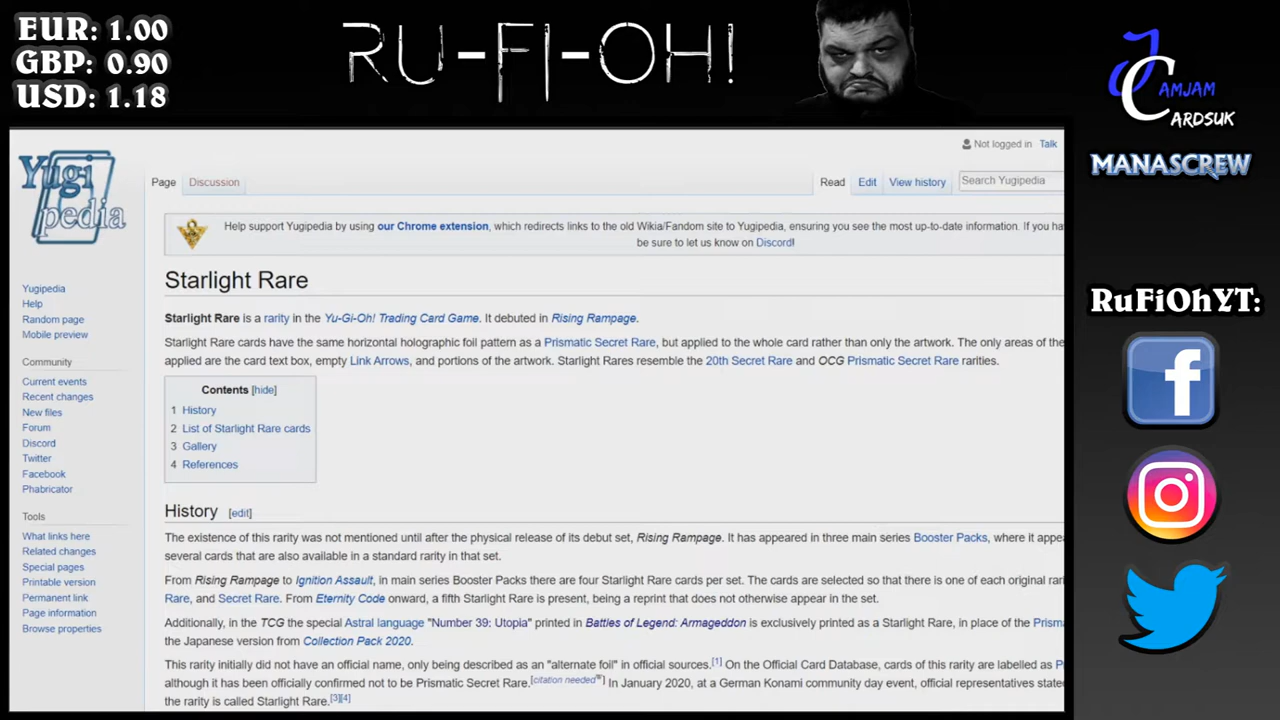 EUR: 1.00
GBP: 0.90
USD: 1.18
RU-FI-OH!
JAMJAM
CARDSUK
MANASCREW
RuFiOhYT:
Yugi
pedia
Not logged in Talk
Page Discussion Read Edit View history Search Yugipedia
Help support Yugipedia by using our Chrome extension, which redirects links to the old Wikia/Fandom site to Yugipedia, ensuring you see the most up-to-date information. If you ha
be sure to let us know on Discord!
Starlight Rare
Starlight Rare is a rarity in the Yu-Gi-Oh! Trading Card Game. It debuted in Rising Rampage.
Starlight Rare cards have the same horizontal holographic foil pattern as a Prismatic Secret Rare, but applied to the whole card rather than only the artwork. The only areas of the
applied are the card text box, empty Link Arrows, and portions of the artwork. Starlight Rares resemble the 20th Secret Rare and OCG Prismatic Secret Rare rarities.
Contents [hide]
1 History
2 List of Starlight Rare cards
3 Gallery
4 References
History [edit]
The existence of this rarity was not mentioned until after the physical release of its debut set, Rising Rampage. It has appeared in three main series Booster Packs, where it appe
several cards that are also available in a standard rarity in that set.
From Rising Rampage to Ignition Assault, in main series Booster Packs there are four Starlight Rare cards per set. The cards are selected so that there is one of each original rari
Rare, and Secret Rare. From Eternity Code onward, a fifth Starlight Rare is present, being a reprint that does not otherwise appear in the set.
Additionally, in the TCG the special Astral language "Number 39: Utopia" printed in Battles of Legend: Armageddon is exclusively printed as a Starlight Rare, in place of the Prisma
the Japanese version from Collection Pack 2020.
This rarity initially did not have an official name, only being described as an "alternate foil" in official sources.[1] On the Official Card Database, cards of this rarity are labelled as P
although it has been officially confirmed not to be Prismatic Secret Rare.[citation needed] In January 2020, at a German Konami community day event, official representatives stated
the rarity is called Starlight Rare.[3][4]
Yugipedia
Help
Random page
Mobile preview
Community
Current events
Recent changes
New files
Forum
Discord
Twitter
Facebook
Phabricator
Tools
What links here
Related changes
Special pages
Printable version
Permanent link
Page information
Browse properties